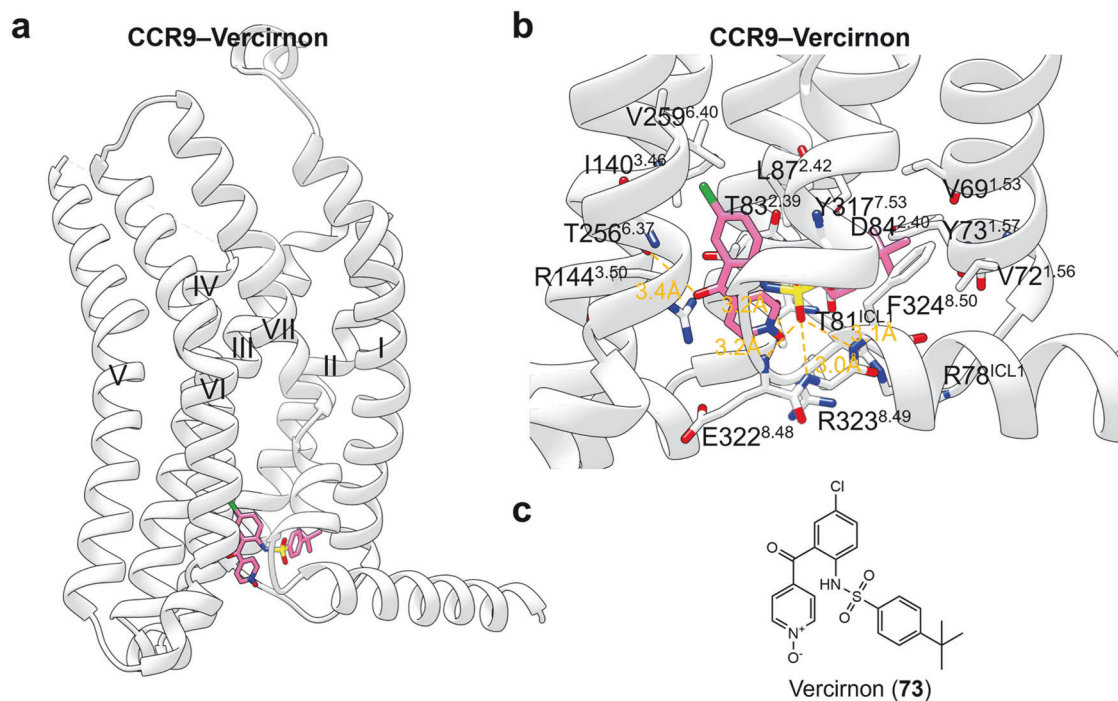 a
CCR9–Vercirnon
IV
VII
III
II
I
V
VI
b
CCR9–Vercirnon
V259^6.40
I140^3.46
L87^2.42
V69^1.53
T83^2.39
Y317^7.53
T256^6.37
D84^2.40
Y73^1.57
R144^3.50
V72^1.56
3.4Å
3.2Å
F324^8.50
T81^ICL1
3.2Å
3.1Å
3.0Å
R78^ICL1
E322^8.48
R323^8.49
c
Cl
O
HN
O
S
O
N+
O-
Vercirnon (73)